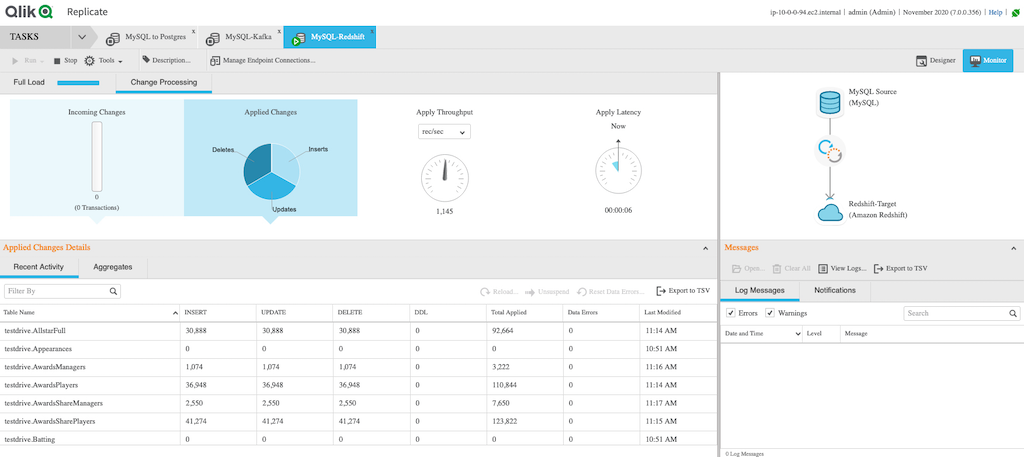 Qlik Replicate
ip-10-0-0-94.ec2.internal | admin (Admin) | November 2020 (7.0.0.356) | Help |
TASKS
MySQL to Postgres x
MySQL-Kafka x
MySQL-Redshift x
Run
Stop
Tools
Description...
Manage Endpoint Connections...
Designer
Monitor
Full Load
Change Processing
Incoming Changes
0
(0 Transactions)
Applied Changes
Deletes
Inserts
Updates
Apply Throughput
rec/sec
1,145
Apply Latency
Now
00:00:06
MySQL Source
(MySQL)
Redshift-Target
(Amazon Redshift)
Applied Changes Details
Recent Activity
Aggregates
Filter By
Reload...
Unsuspend
Reset Data Errors...
Export to TSV
Table Name INSERT UPDATE DELETE DDL Total Applied Data Errors Last Modified
testdrive.AllstarFull 30,888 30,888 30,888 0 92,664 0 11:14 AM
testdrive.Appearances 0 0 0 0 0 0 10:51 AM
testdrive.AwardsManagers 1,074 1,074 1,074 0 3,222 0 11:16 AM
testdrive.AwardsPlayers 36,948 36,948 36,948 0 110,844 0 11:14 AM
testdrive.AwardsShareManagers 2,550 2,550 2,550 0 7,650 0 11:17 AM
testdrive.AwardsSharePlayers 41,274 41,274 41,274 0 123,822 0 11:15 AM
testdrive.Batting 0 0 0 0 0 0 10:51 AM
Messages
Open...
Clear All
View Logs...
Export to TSV
Log Messages
Notifications
Errors
Warnings
Search
Date and Time Level Message
0 Log Messages